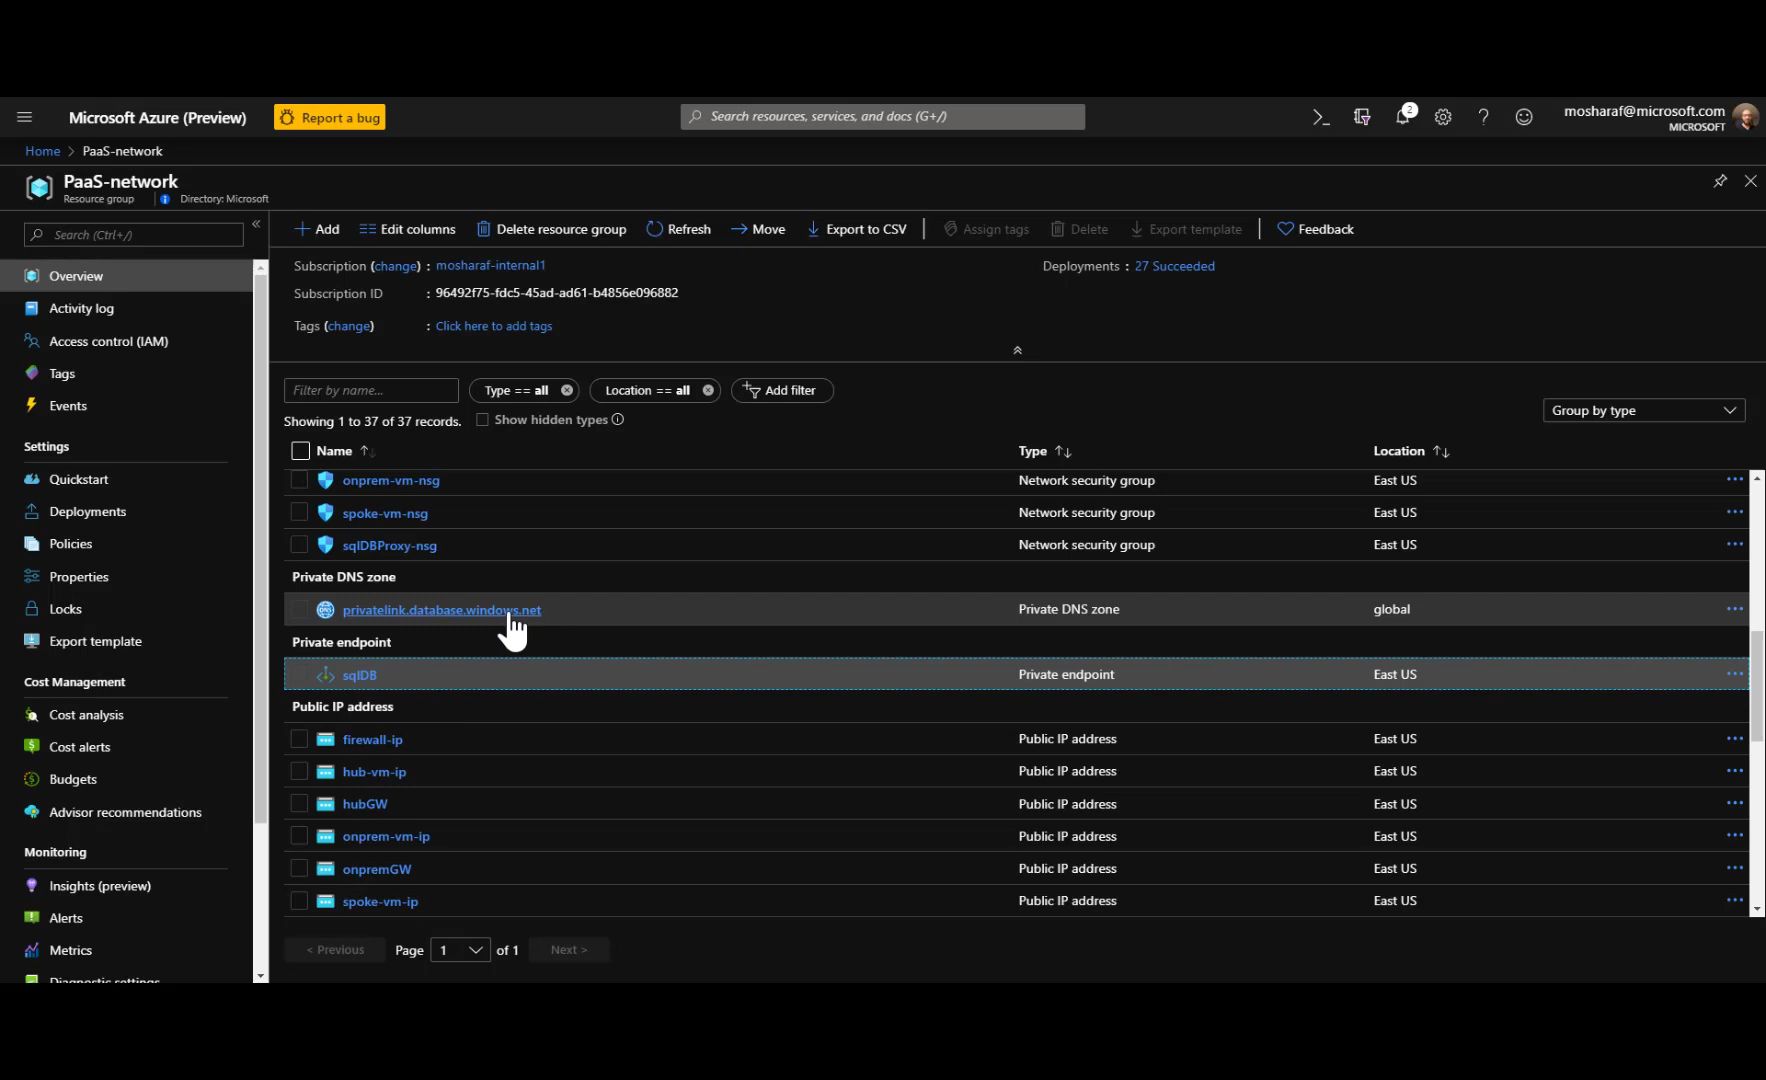 Microsoft Azure (Preview)
Report a bug
Search resources, services, and docs (G+/)
2
mosharaf@microsoft.com
MICROSOFT
Home > PaaS-network
PaaS-network
Resource group
Directory: Microsoft
Search (Ctrl+/)
Add
Edit columns
Delete resource group
Refresh
Move
Export to CSV
Assign tags
Delete
Export template
Feedback
Overview
Activity log
Access control (IAM)
Tags
Events
Settings
Quickstart
Deployments
Policies
Properties
Locks
Export template
Cost Management
Cost analysis
Cost alerts
Budgets
Advisor recommendations
Monitoring
Insights (preview)
Alerts
Metrics
Diagnostic settings
Subscription (change) : mosharaf-internal1
Deployments : 27 Succeeded
Subscription ID : 96492f75-fdc5-45ad-ad61-b4856e096882
Tags (change) : Click here to add tags
Filter by name...
Type == all
Location == all
Add filter
Showing 1 to 37 of 37 records.
Show hidden types
Group by type
Name Type Location
onprem-vm-nsg Network security group East US
spoke-vm-nsg Network security group East US
sqlDBProxy-nsg Network security group East US
Private DNS zone
privatelink.database.windows.net Private DNS zone global
Private endpoint
sqlDB Private endpoint East US
Public IP address
firewall-ip Public IP address East US
hub-vm-ip Public IP address East US
hubGW Public IP address East US
onprem-vm-ip Public IP address East US
onpremGW Public IP address East US
spoke-vm-ip Public IP address East US
< Previous Page 1 of 1 Next >